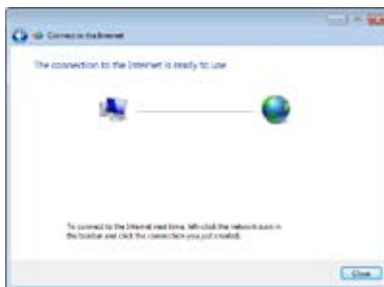 Connect to the Internet
The connection to the Internet is ready to use
To connect to the Internet next time, left-click the network icon in
the taskbar and click the connection you just created.
Close